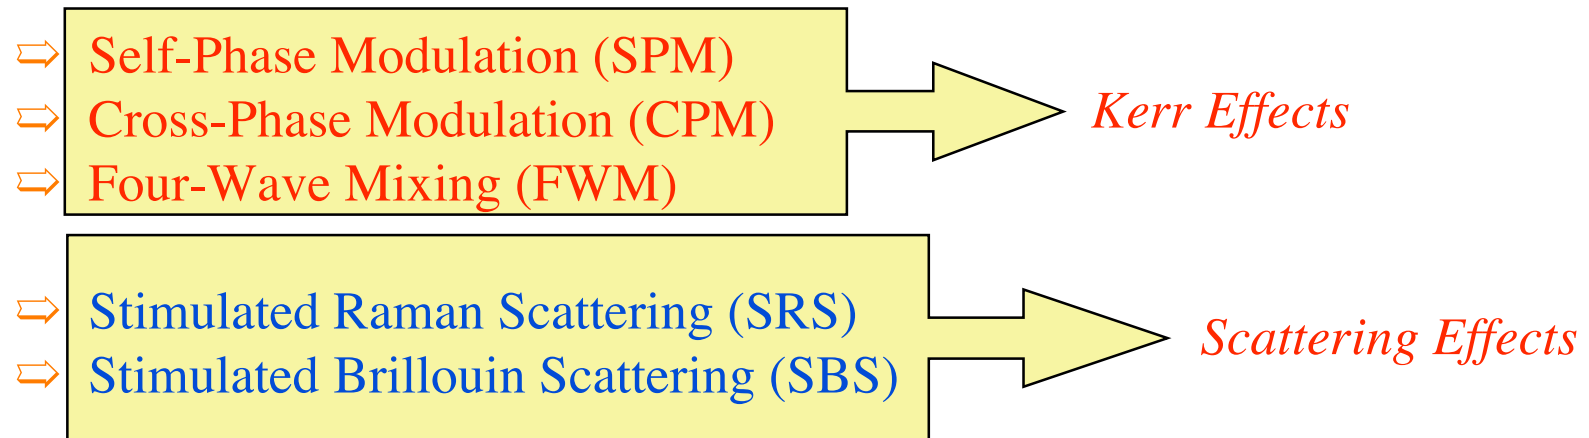 ⇨ Self-Phase Modulation (SPM)
⇨ Cross-Phase Modulation (CPM)
⇨ Four-Wave Mixing (FWM)
Kerr Effects
⇨ Stimulated Raman Scattering (SRS)
⇨ Stimulated Brillouin Scattering (SBS)
Scattering Effects